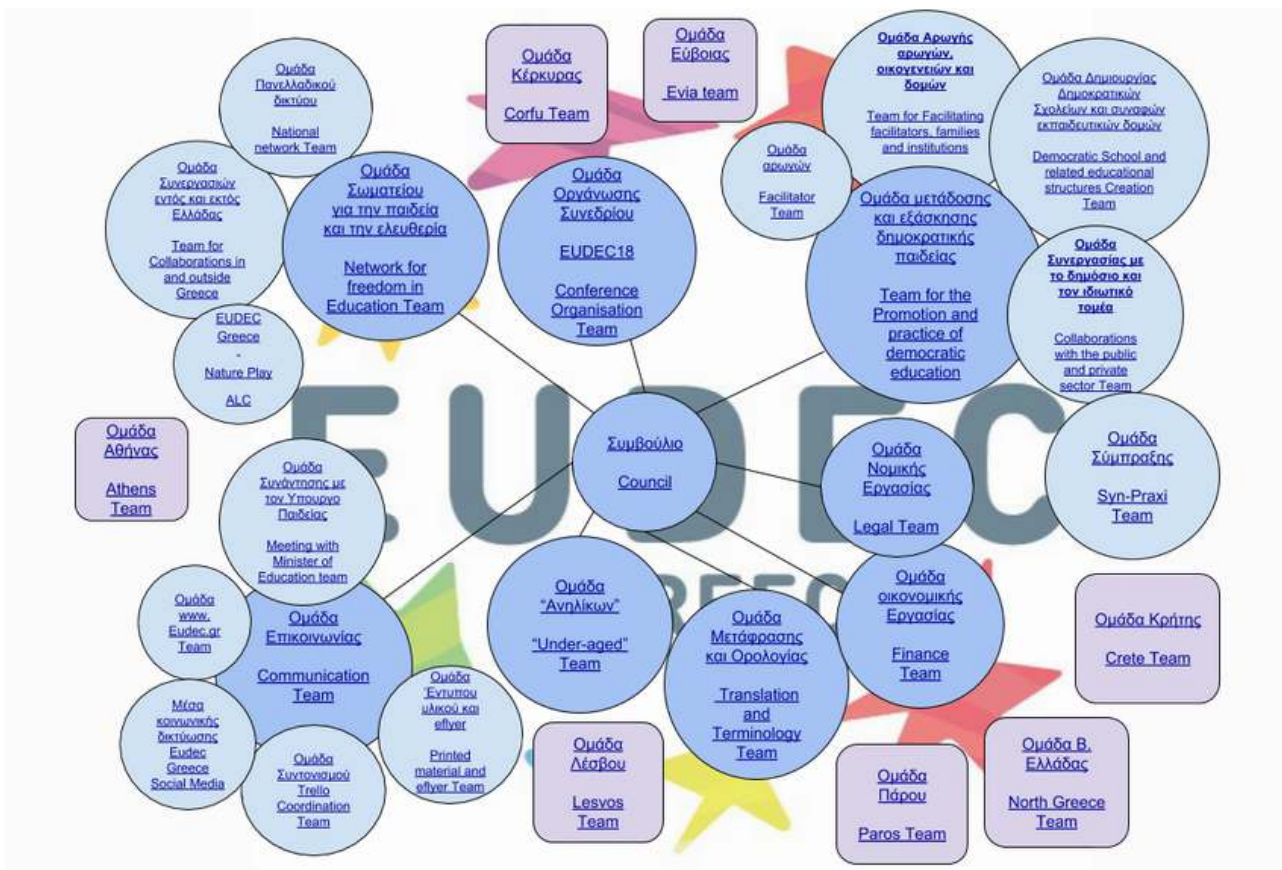 Ομάδα
Πανελλαδικού
δικτύου
National
network Team
Ομάδα
Συνεργασιών
εντός και εκτός
Ελλάδας
Team for
Collaborations in
and outside
Greece
EUDEC
Greece
-
Nature Play
ALC
Ομάδα
Σωματείου
για την παιδεία
και την ελευθερία
Network for
freedom in
Education Team
Ομάδα
Κέρκυρας
Corfu Team
Ομάδα
Εύβοιας
Evia team
Ομάδα
Οργάνωσης
Συνεδρίου
EUDEC18
Conference
Organisation
Team
Ομάδα Αρωγής
αρωγών,
οικογενειών και
δομών
Team for Facilitating
facilitators, families
and institutions
Ομάδα
αρωγών
Facilitator
Team
Ομάδα Δημιουργίας
Δημοκρατικών
Σχολείων και συναφών
εκπαιδευτικών δομών
Democratic School and
related educational
structures Creation
Team
Ομάδα μετάδοσης
και εξάσκησης
δημοκρατικής
παιδείας
Team for the
Promotion and
practice of
democratic
education
Ομάδα
Συνεργασίας με
το δημόσιο και
τον ιδιωτικό
τομέα
Collaborations
with the public
and private
sector Team
Ομάδα
Σύμπραξης
Syn-Praxi
Team
EUDEC
Συμβούλιο
Council
Ομάδα
Νομικής
Εργασίας
Legal Team
Ομάδα
οικονομικής
Εργασίας
Finance
Team
Ομάδα
Αθήνας
Athens
Team
Ομάδα
Συνάντησης με
τον Υπουργο
Παιδείας
Meeting with
Minister of
Education team
Ομάδα
www.
Eudec.gr
Team
Ομάδα
Επικοινωνίας
Communication
Team
Μέσα
κοινωνικής
δικτύωσης
Eudec
Greece
Social Media
Ομάδα
Συντονισμού
Trello
Coordination
Team
Ομάδα
Έντυπου
υλικού και
eflyer
Printed
material and
eflyer Team
Ομάδα
“Ανηλίκων”
“Under-aged”
Team
Ομάδα
Μετάφρασης
και Ορολογίας
Translation
and
Terminology
Team
Ομάδα
Λέσβου
Lesvos
Team
Ομάδα
Πάρου
Paros Team
Ομάδα Β.
Ελλάδας
North Greece
Team
Ομάδα Κρήτης
Crete Team